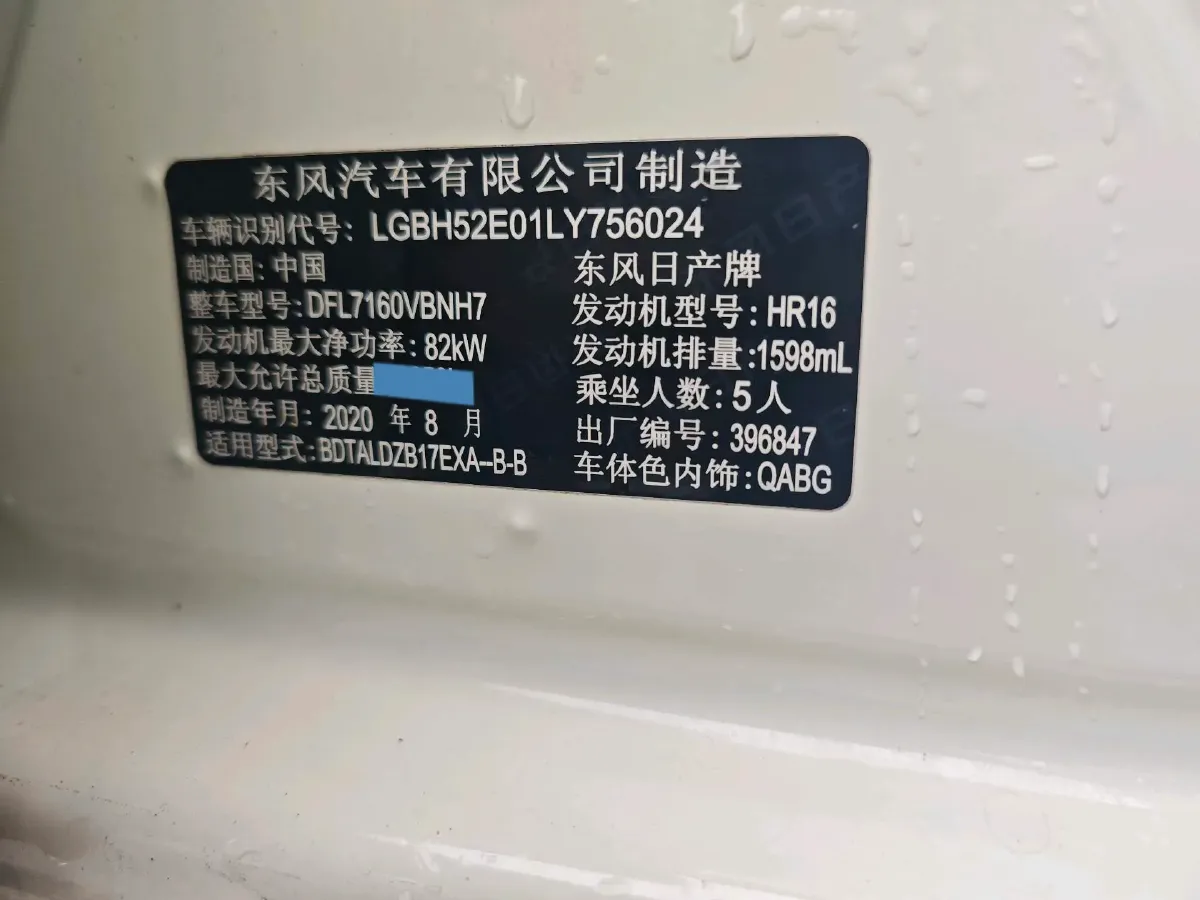 东风汽车有限公司制造
车辆识别代号：LGBH52E01LY756024
制造国：中国 东风日产牌
整车型号：DFL7160VBNH7 发动机型号：HR16
发动机最大净功率：82kW 发动机排量：1598mL
最大允许总质量 乘坐人数：5人
制造年月：2020 年 8 月 出厂编号：396847
适用型式：BDTALDZB17EXA--B-B 车体色内饰：QABG